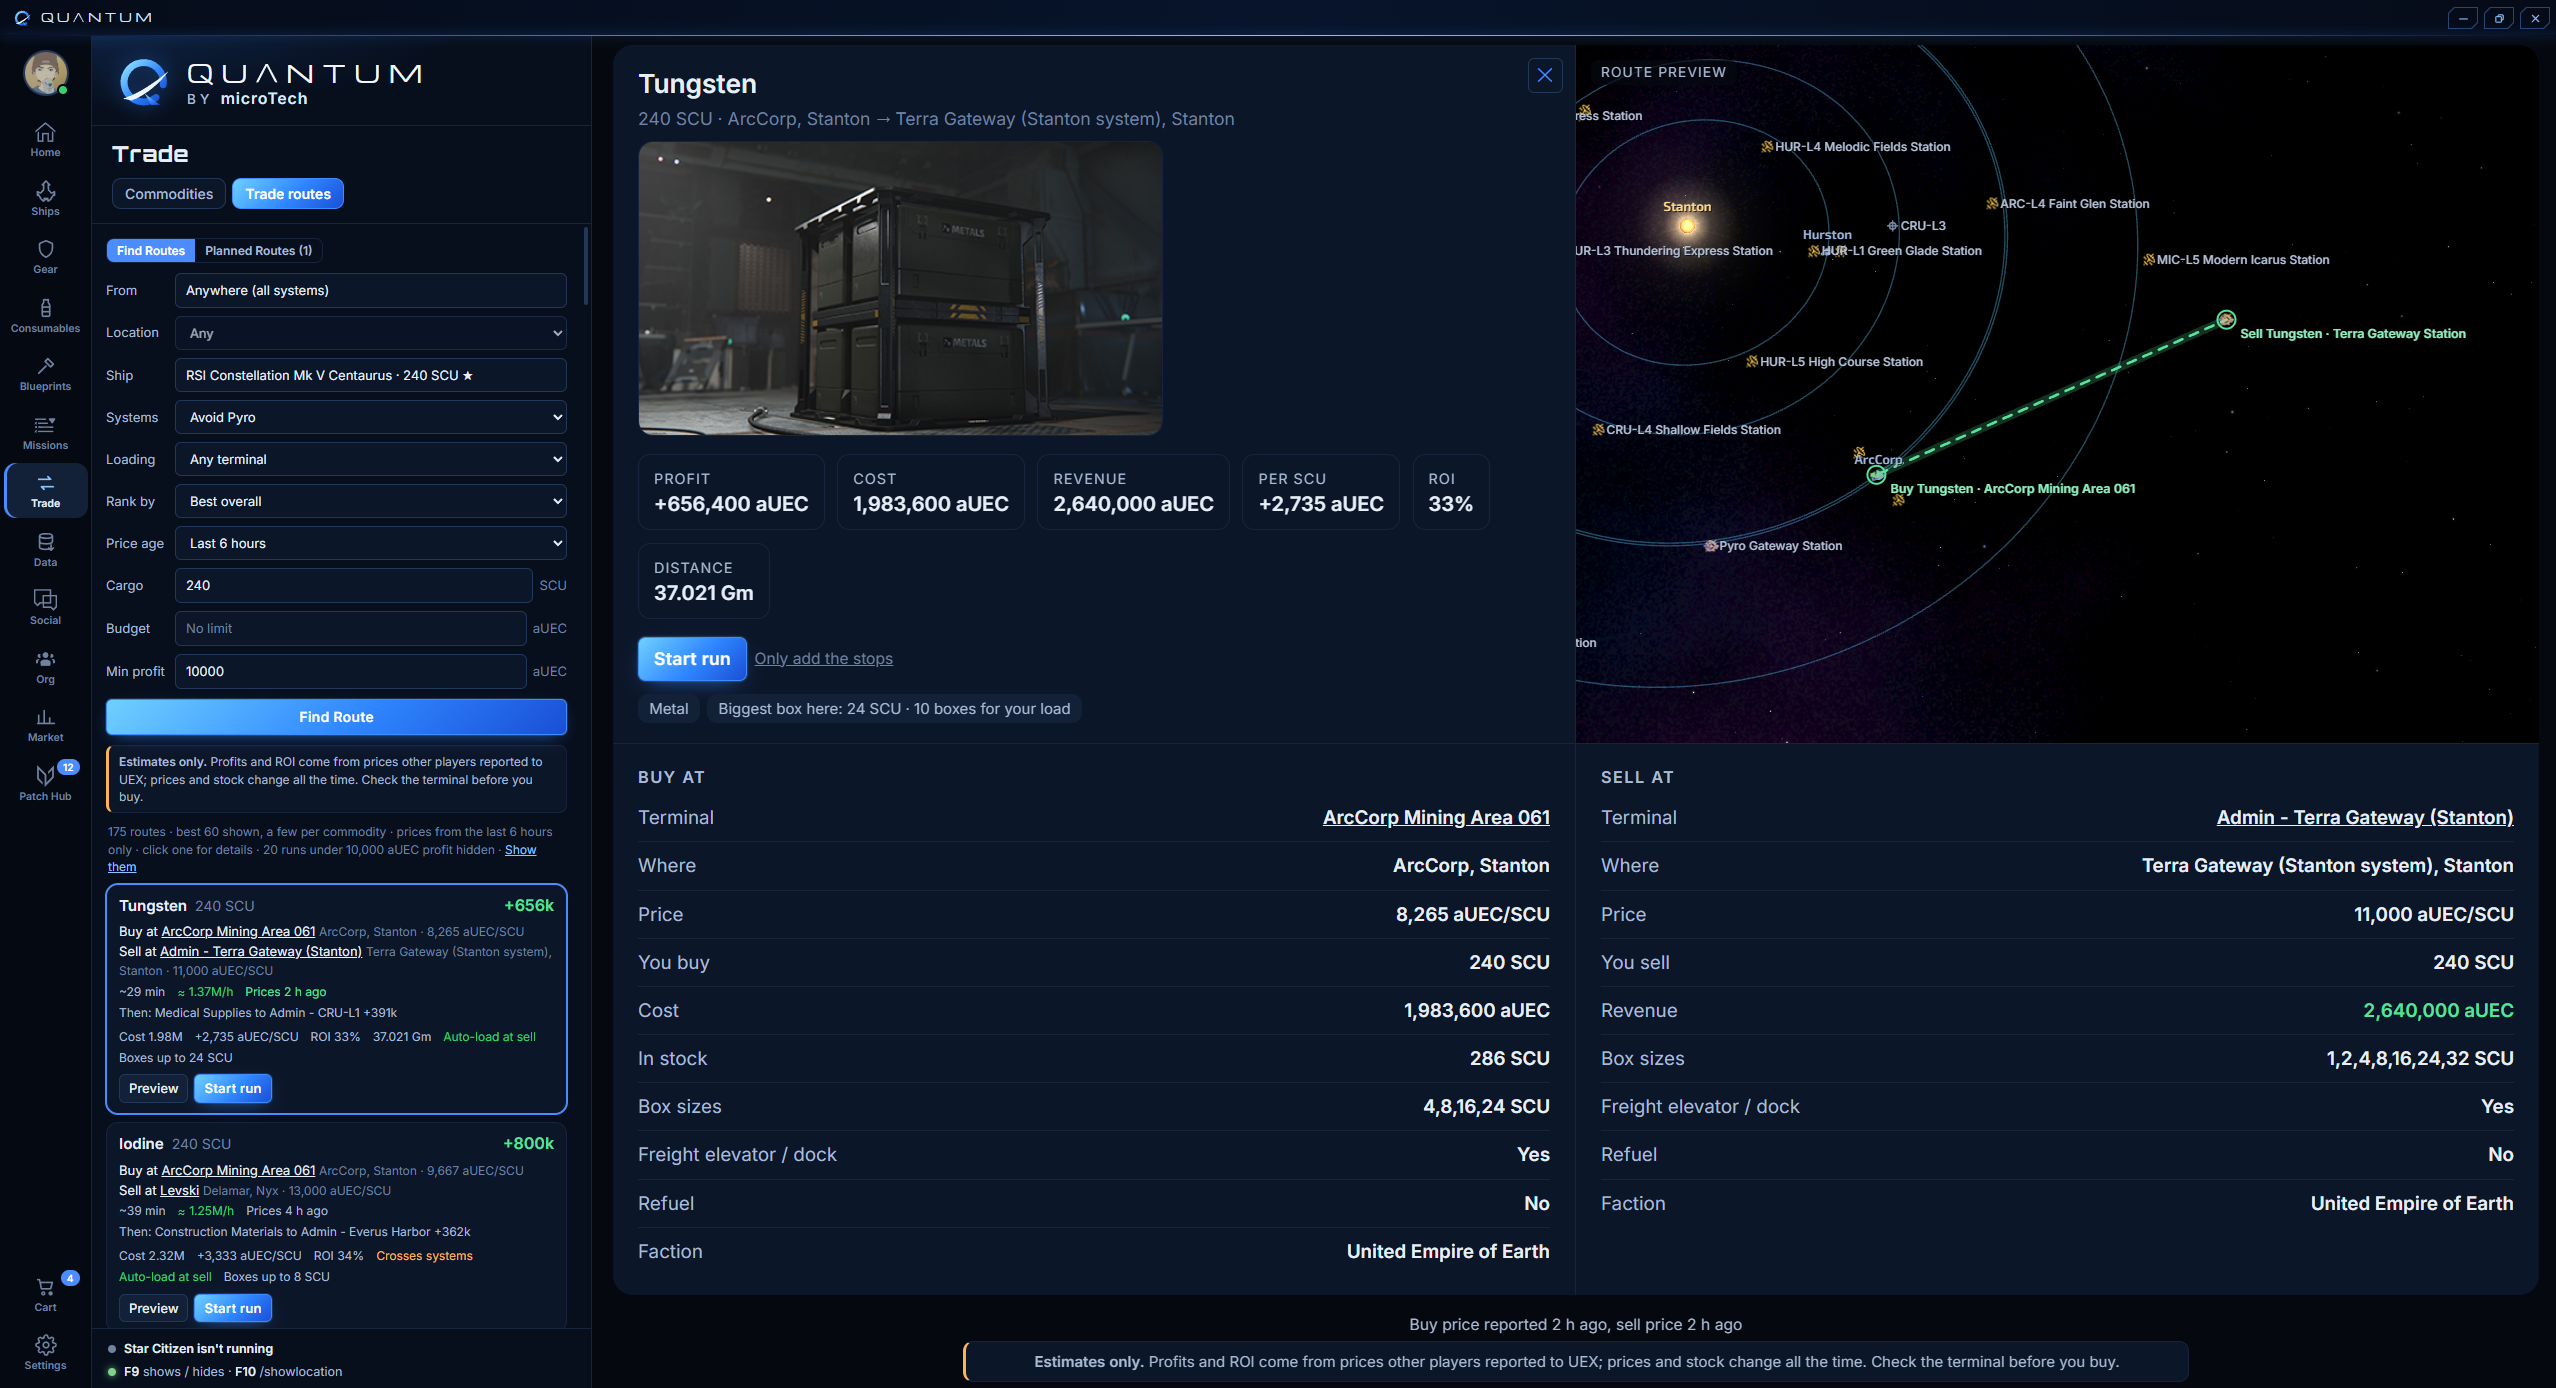 QUANTUM
Home
Ships
Gear
Consumables
Blueprints
Missions
Trade
Data
Social
Org
Market
12
Patch Hub
4
Cart
Settings
QUANTUM
BY microTech
Trade
Commodities
Trade routes
Find Routes
Planned Routes (1)
From
Anywhere (all systems)
Location
Any
Ship
RSI Constellation Mk V Centaurus · 240 SCU ★
Systems
Avoid Pyro
Loading
Any terminal
Rank by
Best overall
Price age
Last 6 hours
Cargo
240
SCU
Budget
No limit
aUEC
Min profit
10000
aUEC
Find Route
Estimates only. Profits and ROI come from prices other players reported to
UEX; prices and stock change all the time. Check the terminal before you
buy.
175 routes · best 60 shown, a few per commodity · prices from the last 6 hours
only · click one for details · 20 runs under 10,000 aUEC profit hidden · Show
them
Tungsten 240 SCU +656k
Buy at ArcCorp Mining Area 061 ArcCorp, Stanton · 8,265 aUEC/SCU
Sell at Admin - Terra Gateway (Stanton) Terra Gateway (Stanton system),
Stanton · 11,000 aUEC/SCU
~29 min ≈ 1.37M/h Prices 2 h ago
Then: Medical Supplies to Admin - CRU-L1 +391k
Cost 1.98M +2,735 aUEC/SCU ROI 33% 37.021 Gm Auto-load at sell
Boxes up to 24 SCU
Preview
Start run
Iodine 240 SCU +800k
Buy at ArcCorp Mining Area 061 ArcCorp, Stanton · 9,667 aUEC/SCU
Sell at Levski Delamar, Nyx · 13,000 aUEC/SCU
~39 min ≈ 1.25M/h Prices 4 h ago
Then: Construction Materials to Admin - Everus Harbor +362k
Cost 2.32M +3,333 aUEC/SCU ROI 34% Crosses systems
Auto-load at sell Boxes up to 8 SCU
Preview
Start run
Star Citizen isn't running
F9 shows / hides · F10 /showlocation
Tungsten
240 SCU · ArcCorp, Stanton → Terra Gateway (Stanton system), Stanton
METALS
METALS
PROFIT
+656,400 aUEC
COST
1,983,600 aUEC
REVENUE
2,640,000 aUEC
PER SCU
+2,735 aUEC
ROI
33%
DISTANCE
37.021 Gm
Start run
Only add the stops
Metal
Biggest box here: 24 SCU · 10 boxes for your load
ROUTE PREVIEW
ress Station
HUR-L4 Melodic Fields Station
Stanton
ARC-L4 Faint Glen Station
CRU-L3
Hurston
UR-L3 Thundering Express Station
HUR-L1 Green Glade Station
MIC-L5 Modern Icarus Station
Sell Tungsten · Terra Gateway Station
HUR-L5 High Course Station
CRU-L4 Shallow Fields Station
ArcCorp
Buy Tungsten · ArcCorp Mining Area 061
Pyro Gateway Station
tion
BUY AT
Terminal ArcCorp Mining Area 061
Where ArcCorp, Stanton
Price 8,265 aUEC/SCU
You buy 240 SCU
Cost 1,983,600 aUEC
In stock 286 SCU
Box sizes 4,8,16,24 SCU
Freight elevator / dock Yes
Refuel No
Faction United Empire of Earth
SELL AT
Terminal Admin - Terra Gateway (Stanton)
Where Terra Gateway (Stanton system), Stanton
Price 11,000 aUEC/SCU
You sell 240 SCU
Revenue 2,640,000 aUEC
Box sizes 1,2,4,8,16,24,32 SCU
Freight elevator / dock Yes
Refuel No
Faction United Empire of Earth
Buy price reported 2 h ago, sell price 2 h ago
Estimates only. Profits and ROI come from prices other players reported to UEX; prices and stock change all the time. Check the terminal before you buy.